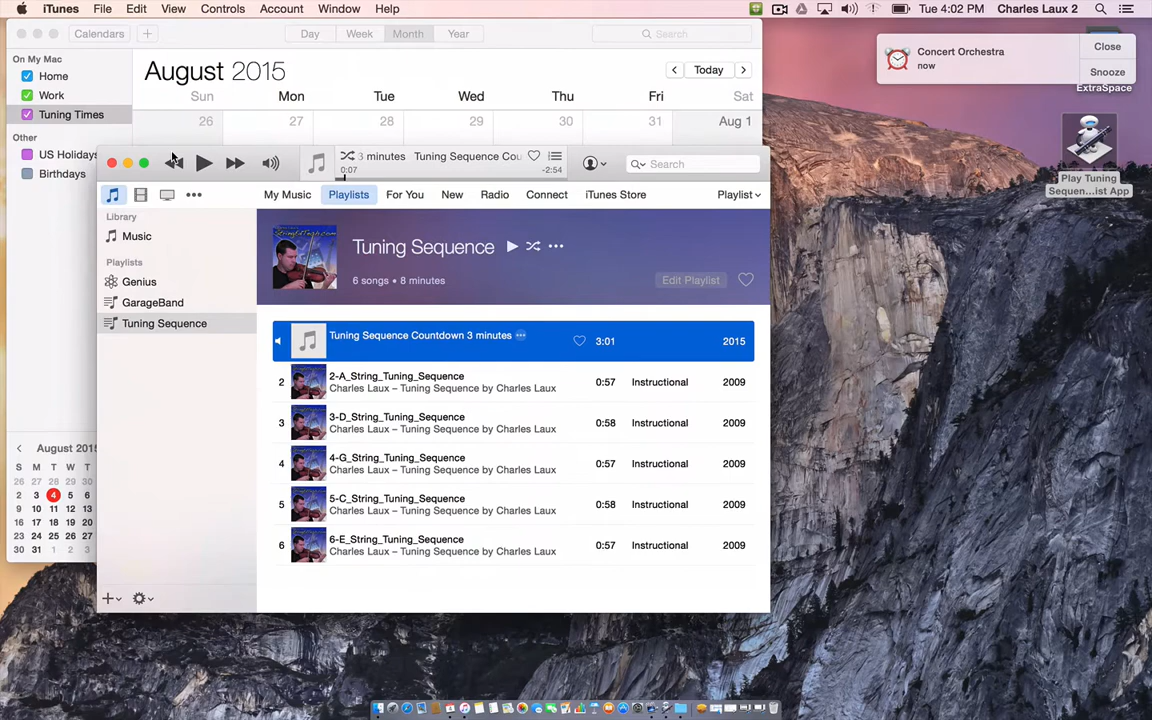 iTunes File Edit View Controls Account Window Help
Tue 4:02 PM Charles Laux 2
Calendars + Day Week Month Year Search
On My Mac
Home
Work
Tuning Times
Other
US Holidays
Birthdays
August 2015
Today
Sun Mon Tue Wed Thu Fri Sat
26 27 28 29 30 31 Aug 1
Concert Orchestra
now
Close
Snooze
ExtraSpace
Play Tuning
Sequen...ist App
3 minutes Tuning Sequence Cou
0:07 -2:54
Search
My Music Playlists For You New Radio Connect iTunes Store Playlist
Library
Music
Playlists
Genius
GarageBand
Tuning Sequence
Tuning Sequence
6 songs • 8 minutes
Edit Playlist
Tuning Sequence Countdown 3 minutes 3:01 2015
2 2-A_String_Tuning_Sequence 0:57 Instructional 2009
Charles Laux – Tuning Sequence by Charles Laux
3 3-D_String_Tuning_Sequence 0:58 Instructional 2009
Charles Laux – Tuning Sequence by Charles Laux
4 4-G_String_Tuning_Sequence 0:57 Instructional 2009
Charles Laux – Tuning Sequence by Charles Laux
5 5-C_String_Tuning_Sequence 0:58 Instructional 2009
Charles Laux – Tuning Sequence by Charles Laux
6 6-E_String_Tuning_Sequence 0:57 Instructional 2009
Charles Laux – Tuning Sequence by Charles Laux
August 201
S M T W T
26 27 28 29 30
2 3 4 5 6
9 10 11 12 13
16 17 18 19 20
23 24 25 26 27
30 31 1 2 3